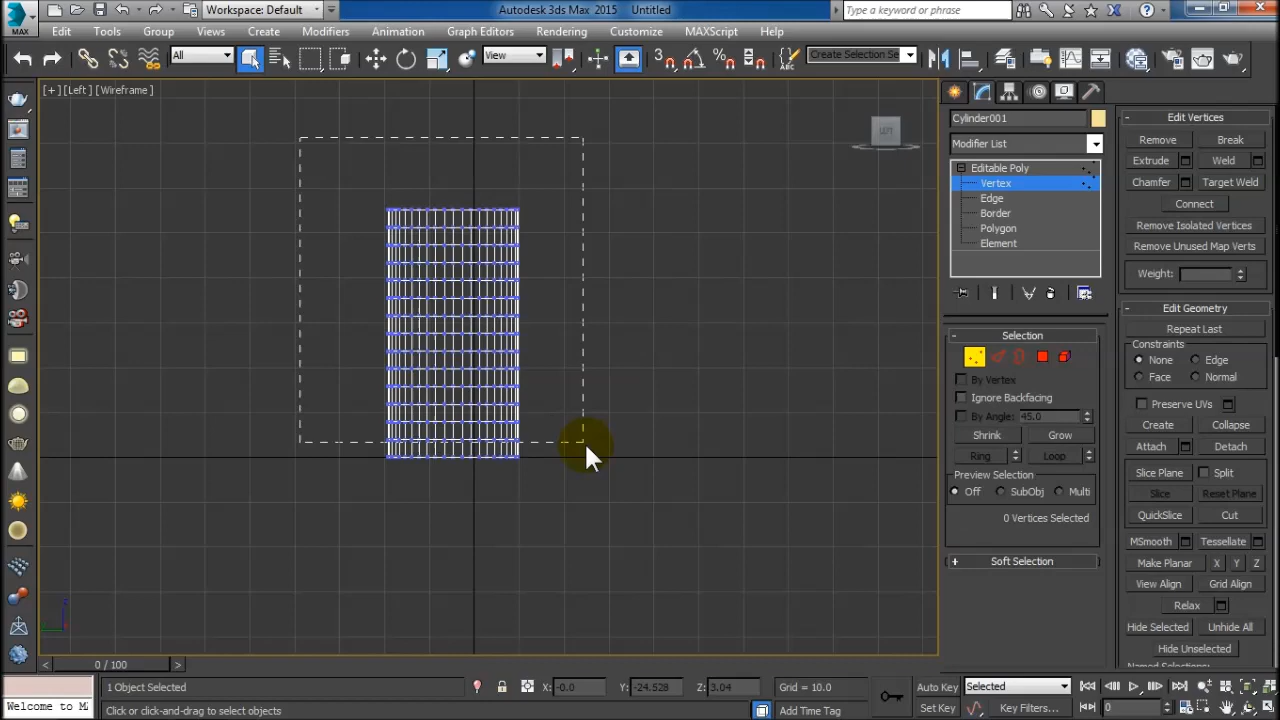 Workspace: Default
Autodesk 3ds Max 2015 Untitled
Type a keyword or phrase
MAX
Edit Tools Group Views Create Modifiers Animation Graph Editors Rendering Customize MAXScript Help
All
View
3
Create Selection Se
[+] [Left] [Wireframe]
LEFT
Cylinder001
Modifier List
Editable Poly
Vertex
Edge
Border
Polygon
Element
Selection
By Vertex
Ignore Backfacing
By Angle: 45.0
Shrink Grow
Ring Loop
Preview Selection
Off SubObj Multi
0 Vertices Selected
Soft Selection
Edit Vertices
Remove Break
Extrude Weld
Chamfer Target Weld
Connect
Remove Isolated Vertices
Remove Unused Map Verts
Weight:
Edit Geometry
Repeat Last
Constraints
None Edge
Face Normal
Preserve UVs
Create Collapse
Attach Detach
Slice Plane Split
Slice Reset Plane
QuickSlice Cut
MSmooth Tessellate
Make Planar X Y Z
View Align Grid Align
Relax
Hide Selected Unhide All
Hide Unselected
Named Selections:
0 / 100
1 Object Selected
X: -0.0 Y: -24.528 Z: 3.04
Grid = 10.0
Auto Key Selected
Welcome to M
Click or click-and-drag to select objects
Add Time Tag
Set Key Key Filters...
0